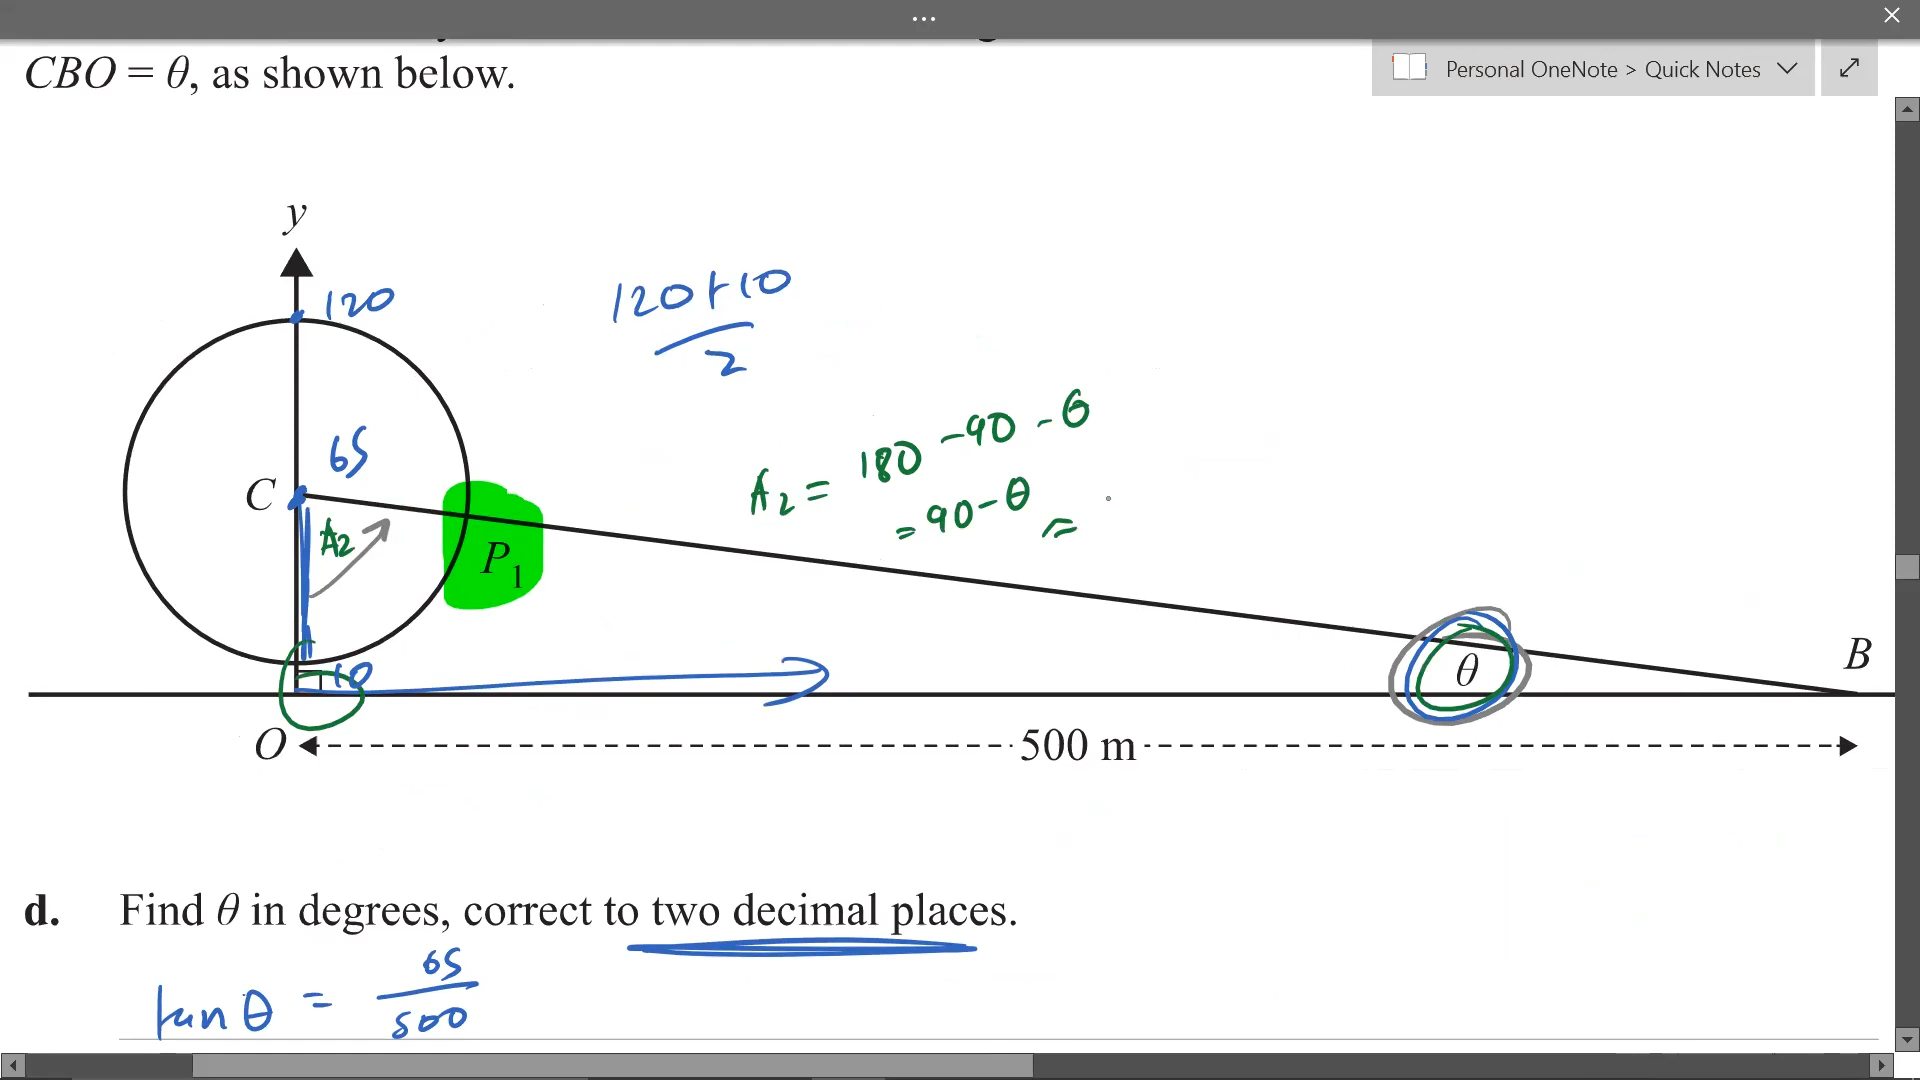 ...
Personal OneNote > Quick Notes
CBO = θ, as shown below.
y
120
120+10
2
65
C
A2 = 180 - 90 - θ
= 90 - θ =
A2
P1
10
θ
B
O
500 m
d. Find θ in degrees, correct to two decimal places.
tan θ = 65
500